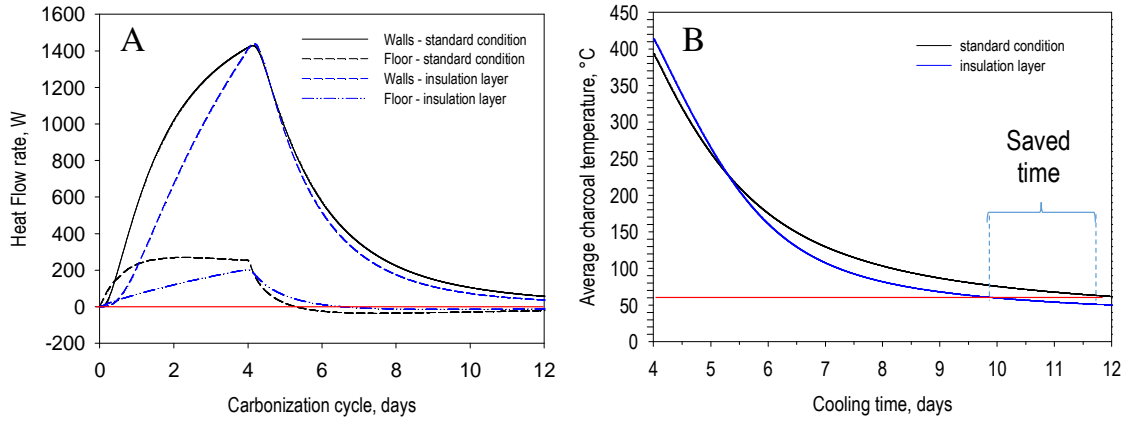 A
1600
1400
1200
1000
800
600
400
200
0
-200
Heat Flow rate, W
Walls - standard condition
Floor - standard condition
Walls - insulation layer
Floor - insulation layer
0 2 4 6 8 10 12
Carbonization cycle, days
B
450
400
350
300
250
200
150
100
50
0
Average charcoal temperature, °C
standard condition
insulation layer
Saved
time
4 5 6 7 8 9 10 11 12
Cooling time, days